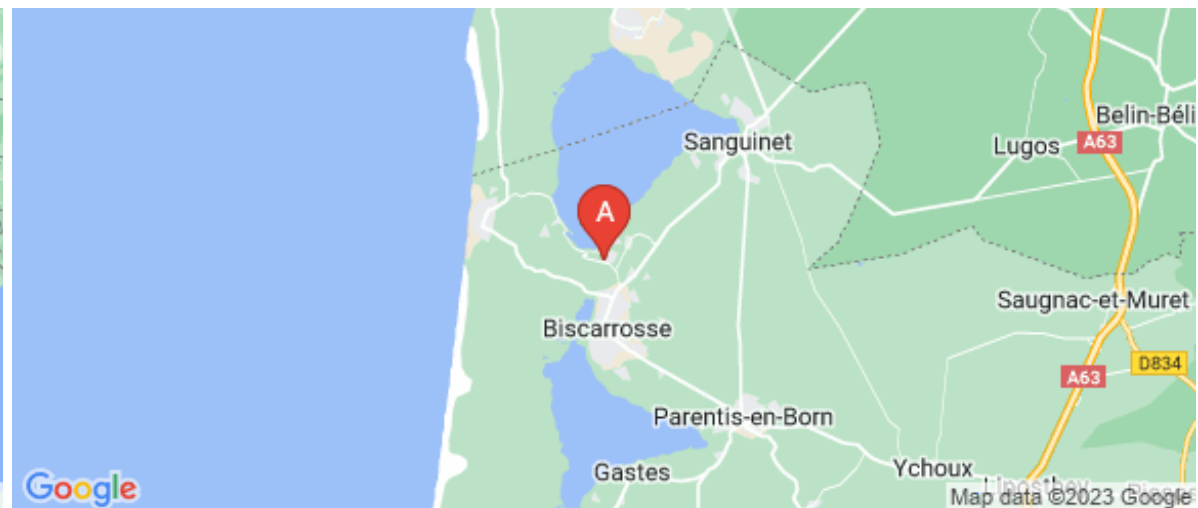 Belin-Béli
Sanguinet
Lugos
A63
A
Saugnac-et-Muret
Biscarrosse
D834
A63
Parentis-en-Born
Ychoux
Gastes
Google
Map data ©2023 Google